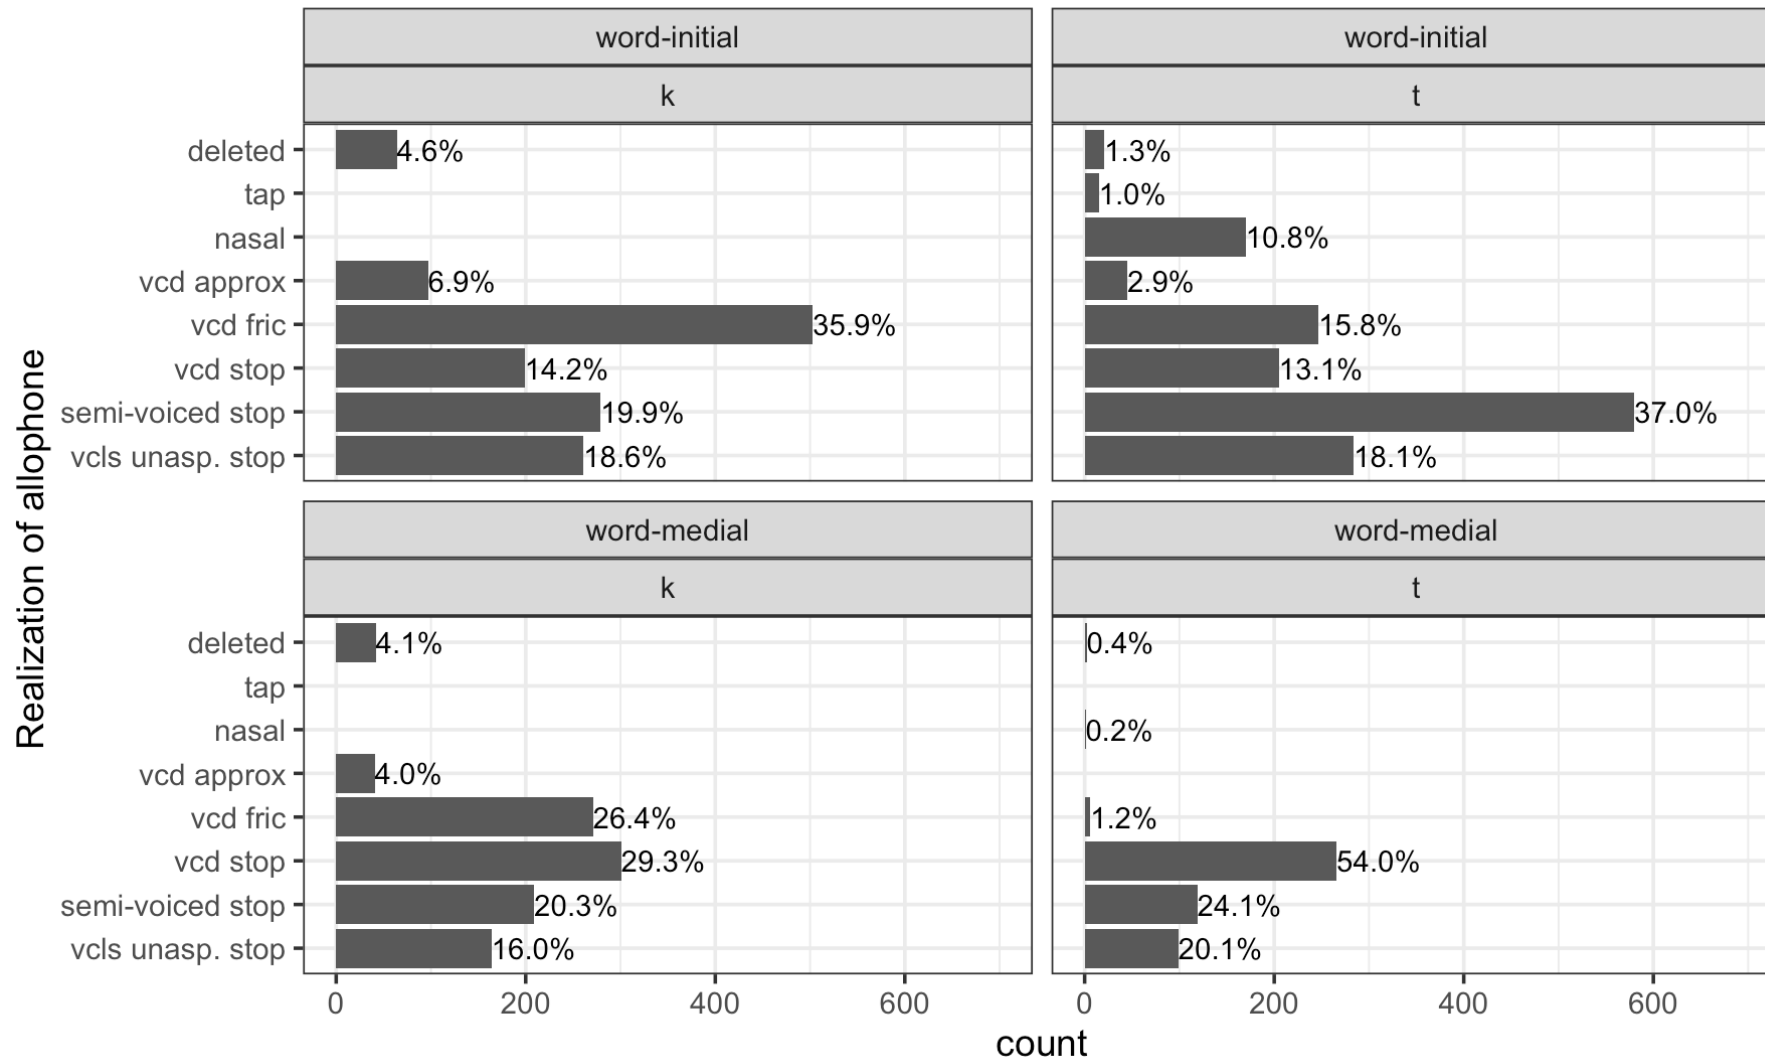 word-initial
k
deleted 4.6%
tap
nasal
vcd approx 6.9%
vcd fric 35.9%
vcd stop 14.2%
semi-voiced stop 19.9%
vcls unasp. stop 18.6%
word-initial
t
1.3%
1.0%
10.8%
2.9%
15.8%
13.1%
37.0%
18.1%
word-medial
k
deleted 4.1%
tap
nasal
vcd approx 4.0%
vcd fric 26.4%
vcd stop 29.3%
semi-voiced stop 20.3%
vcls unasp. stop 16.0%
word-medial
t
0.4%
0.2%
1.2%
54.0%
24.1%
20.1%
0 200 400 600
0 200 400 600
count
Realization of allophone